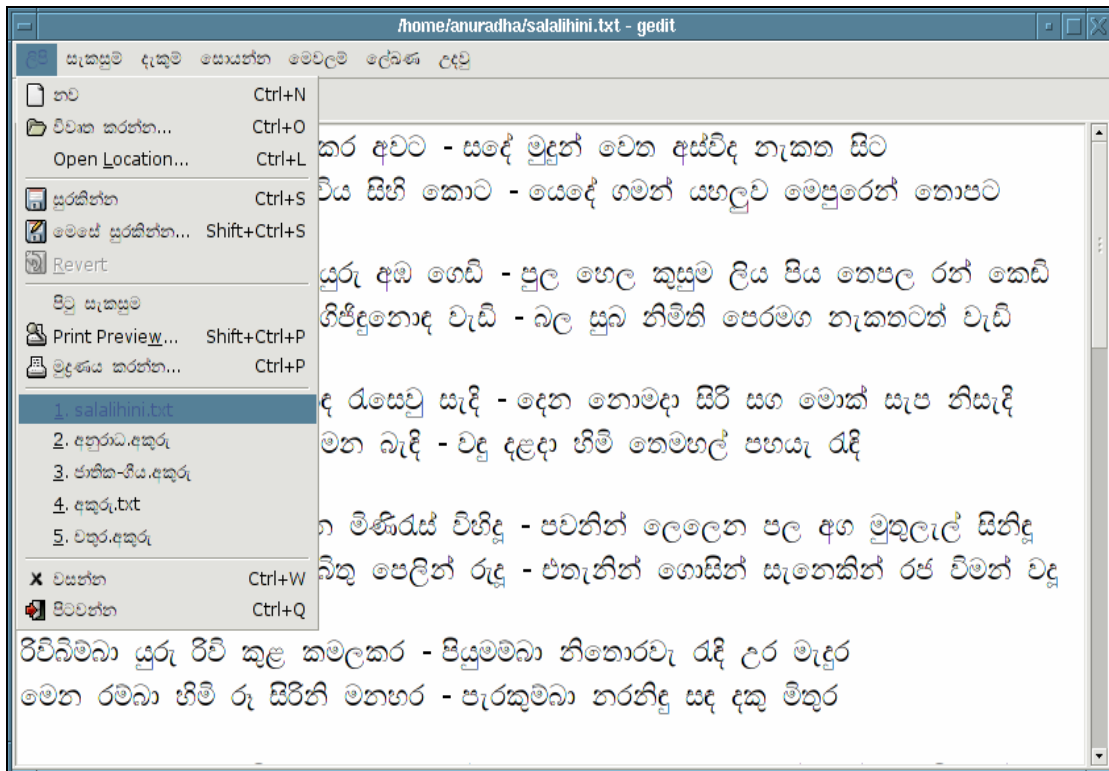 /home/anuradha/salalihini.txt - gedit
ලිපි සැකසුම් දැකුම් සොයන්න මෙවලම් ලේඛණ උදවු
නව Ctrl+N
විවෘත කරන්න... Ctrl+O
Open Location... Ctrl+L
සුරකින්න Ctrl+S
මෙසේ සුරකින්න... Shift+Ctrl+S
Revert
පිටු සැකසුම
Print Preview... Shift+Ctrl+P
මුද්‍රණය කරන්න... Ctrl+P
1. salalihini.txt
2. අනුරාධ.අකුරු
3. ජාතික-ගීය.අකුරු
4. අකුරු.txt
5. චතුර.අකුරු
වසන්න Ctrl+W
පිටවන්න Ctrl+Q
කර අවට - සදේ මුදුන් වෙත අස්විද නැකත සිට
සිහි කොට - යෙදේ ගමන් යහලුව මෙපුරෙන් තොපට
යුරු අඹ ගෙඩි - පුල හෙල කුසුම ලිය පිය තෙපල රන් කෙඩි
ගිජිඳුනොද වැඩි - බල සුබ නිමිති පෙරමග නැකතටත් වැඩි
රැසෙවු සැදි - දෙන නොමදා සිරි සග මොක් සැප නිසැදි
මන බැඳි - වඳු දළදා හිමි තෙමහල් පහයැ රැඳි
මිණිරැස් විහිදූ - පවනින් ලෙලෙන පල අග මුතුලැල් සිනිඳූ
බිතු පෙලින් රුදූ - එතැනින් ගොසින් සැනෙකින් රජ විමන් වදූ
රිවිබිම්බා යුරු රිවි කුළ කමලකර - පියුමම්බා නිතොරවැ රැඳි උර මැදුර
මෙන රම්බා හිමි රූ සිරිනි මනහර - පැරකුම්බා නරනිඳු සඳ දකු මිතුර